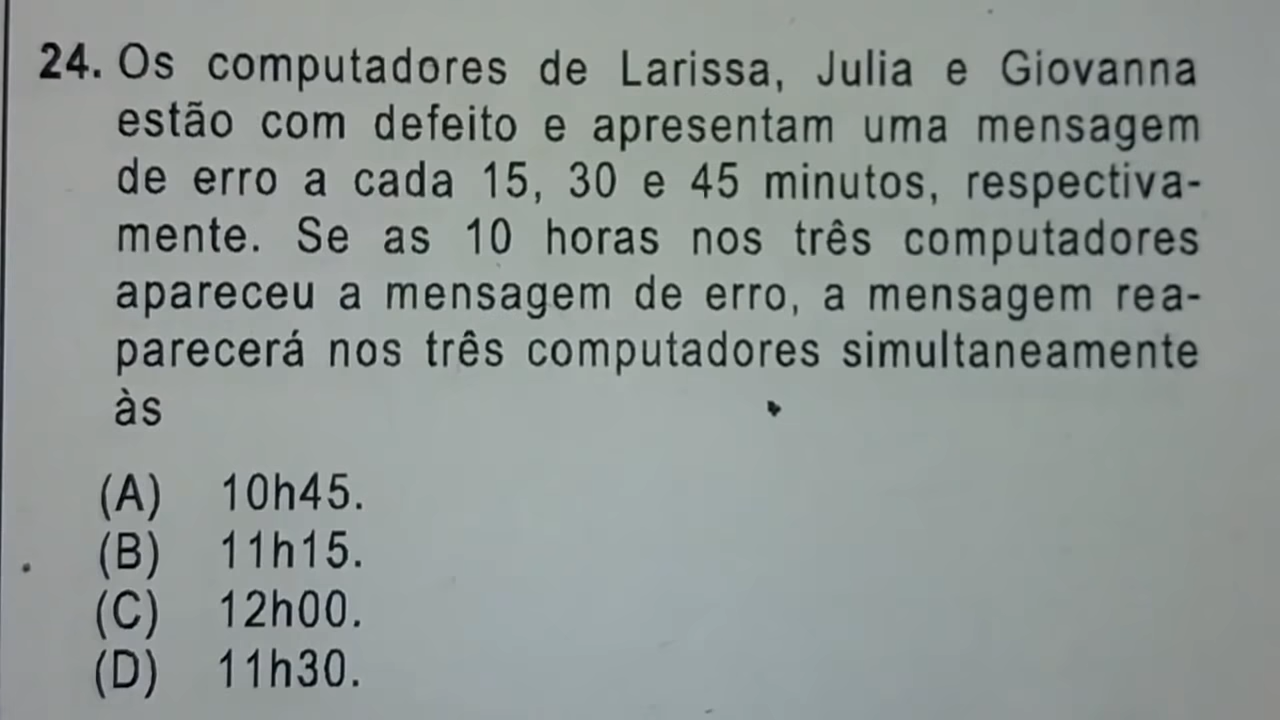 24. Os computadores de Larissa, Julia e Giovanna
estão com defeito e apresentam uma mensagem
de erro a cada 15, 30 e 45 minutos, respectiva-
mente. Se as 10 horas nos três computadores
apareceu a mensagem de erro, a mensagem rea-
parecerá nos três computadores simultaneamente
às
(A) 10h45.
(B) 11h15.
(C) 12h00.
(D) 11h30.